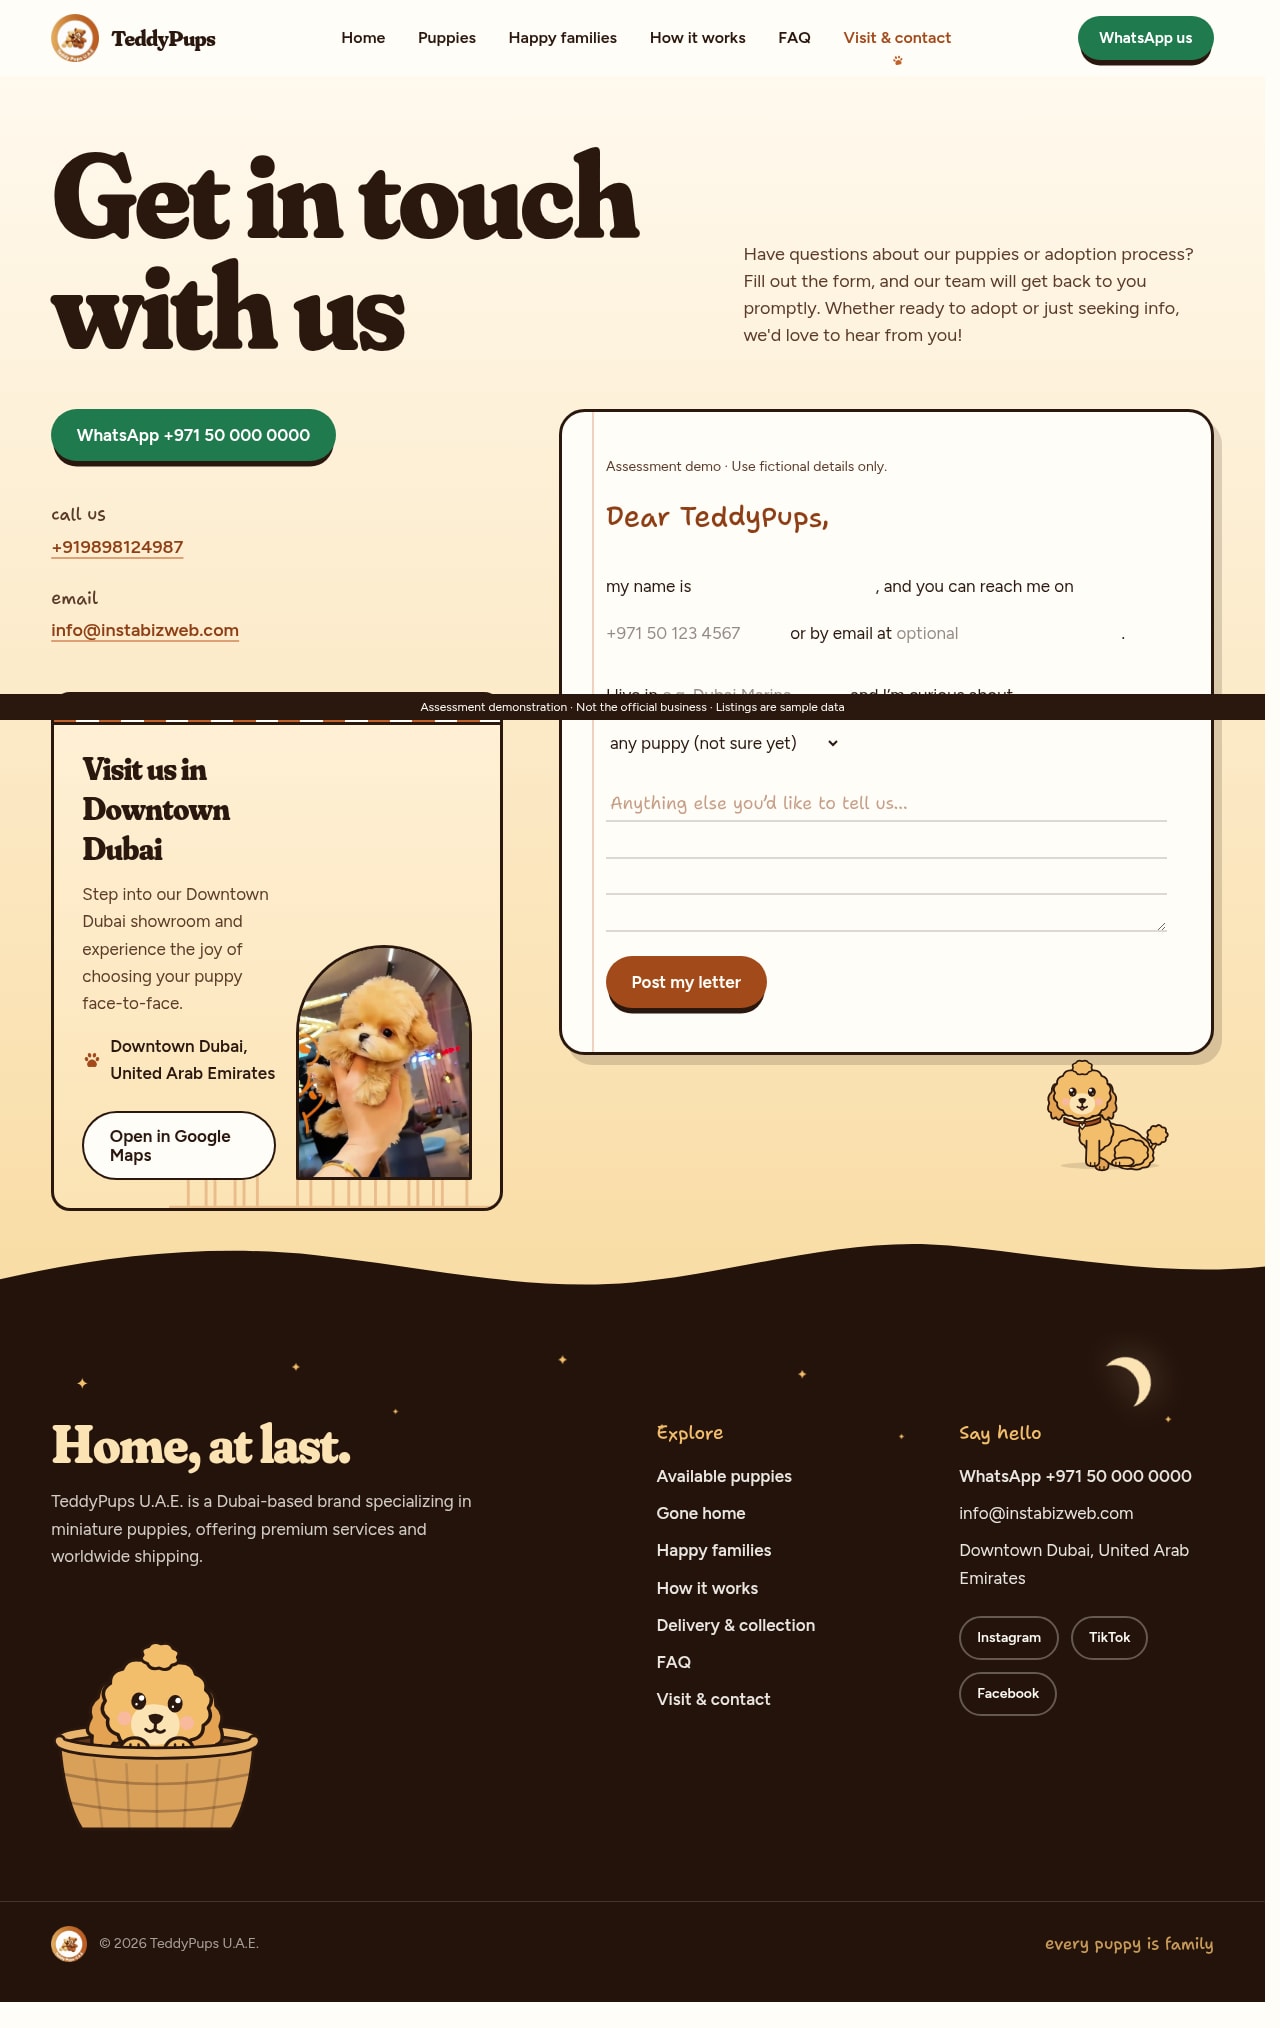 TeddyPups
Home
Puppies
Happy families
How it works
FAQ
Visit & contact
WhatsApp us
Get in touch
with us
Have questions about our puppies or adoption process?
Fill out the form, and our team will get back to you
promptly. Whether ready to adopt or just seeking info,
we'd love to hear from you!
WhatsApp +971 50 000 0000
call us
+919898124987
email
info@instabizweb.com
Assessment demo · Use fictional details only.
Dear TeddyPups,
my name is , and you can reach me on
+971 50 123 4567 or by email at optional .
Assessment demonstration · Not the official business · Listings are sample data
any puppy (not sure yet)
Anything else you’d like to tell us...
Post my letter
Visit us in
Downtown
Dubai
Step into our Downtown
Dubai showroom and
experience the joy of
choosing your puppy
face-to-face.
Downtown Dubai,
United Arab Emirates
Open in Google
Maps
Home, at last.
TeddyPups U.A.E. is a Dubai-based brand specializing in
miniature puppies, offering premium services and
worldwide shipping.
Explore
Available puppies
Gone home
Happy families
How it works
Delivery & collection
FAQ
Visit & contact
Say hello
WhatsApp +971 50 000 0000
info@instabizweb.com
Downtown Dubai, United Arab
Emirates
Instagram
TikTok
Facebook
© 2026 TeddyPups U.A.E.
every puppy is family